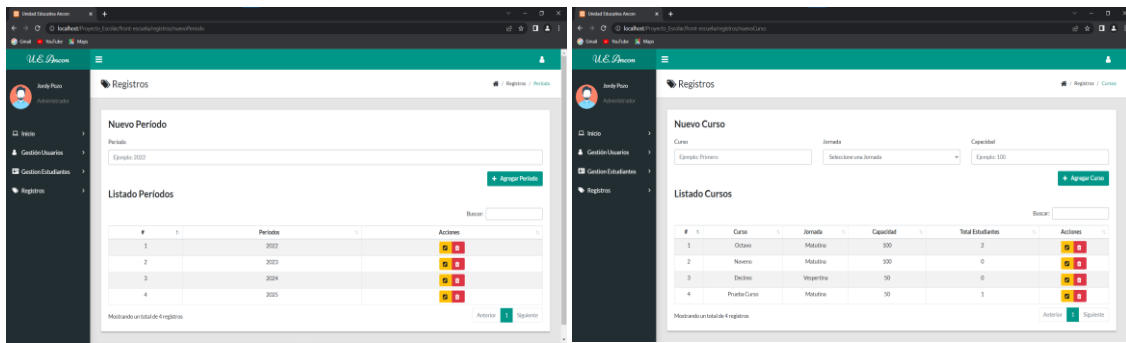 Unidad Educativa Ancon
localhost/Proyecto_Escolar/front-escuela/registros/nuevoPeriodo
Gmail YouTube Maps
U.E. Ancon
Jordy Pozo
Administrador
Inicio
Gestión Usuarios
Gestion Estudiantes
Registros
Registros
/ Registros / Periodo
Nuevo Período
Periodo
Ejemplo: 2022
+ Agregar Periodo
Listado Períodos
Buscar:
# Periodos Acciones
1 2022
2 2023
3 2024
4 2025
Mostrando un total de 4 registros
Anterior 1 Siguiente
Unidad Educativa Ancon
localhost/Proyecto_Escolar/front-escuela/registros/nuevoCurso
Gmail YouTube Maps
U.E. Ancon
Jordy Pozo
Administrador
Inicio
Gestión Usuarios
Gestion Estudiantes
Registros
Registros
/ Registros / Cursos
Nuevo Curso
Curso Jornada Capacidad
Ejemplo: Primero Seleccione una Jornada Ejemplo: 100
+ Agregar Curso
Listado Cursos
Buscar:
# Curso Jornada Capacidad Total Estudiantes Acciones
1 Octavo Matutina 100 2
2 Noveno Matutina 100 0
3 Decimo Vespertina 50 0
4 Prueba Curso Matutina 50 1
Mostrando un total de 4 registros
Anterior 1 Siguiente